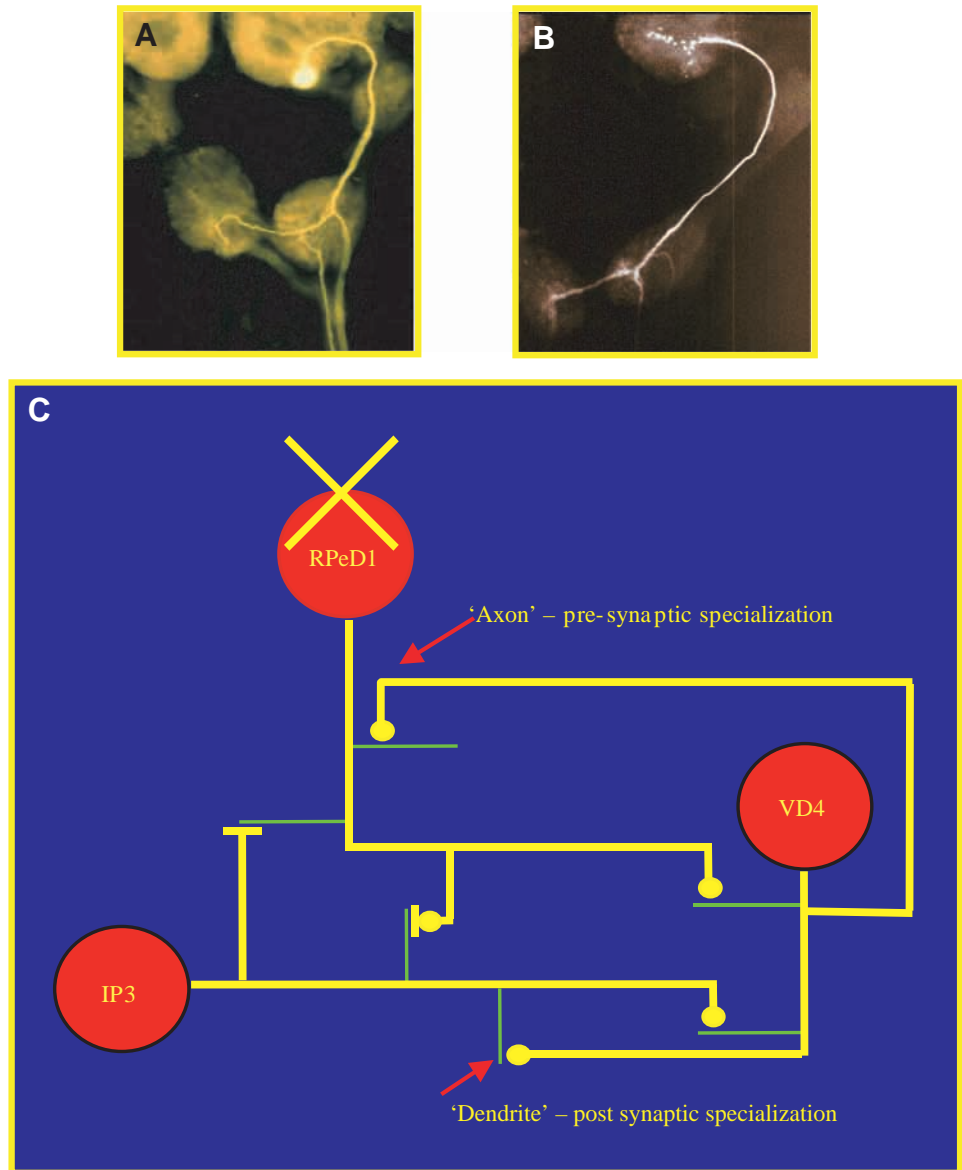 A
B
C
RPeD1
‘Axon’ – pre-synaptic specialization
VD4
IP3
‘Dendrite’ – post synaptic specialization